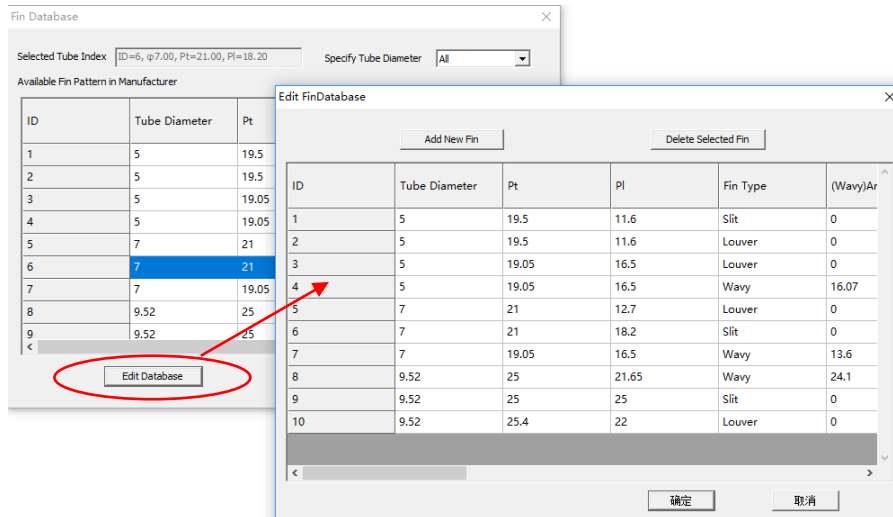 Fin Database
Selected Tube Index ID=6, φ7.00, Pt=21.00, Pl=18.20 Specify Tube Diameter All
Available Fin Pattern in Manufacturer
ID Tube Diameter Pt
1 5 19.5
2 5 19.5
3 5 19.05
4 5 19.05
5 7 21
6 7 21
7 7 19.05
8 9.52 25
9 9.52 25
Edit Database
Edit FinDatabase
Add New Fin Delete Selected Fin
ID Tube Diameter Pt Pl Fin Type (Wavy)Ar
1 5 19.5 11.6 Slit 0
2 5 19.5 11.6 Louver 0
3 5 19.05 16.5 Louver 0
4 5 19.05 16.5 Wavy 16.07
5 7 21 12.7 Louver 0
6 7 21 18.2 Slit 0
7 7 19.05 16.5 Wavy 13.6
8 9.52 25 21.65 Wavy 24.1
9 9.52 25 25 Slit 0
10 9.52 25.4 22 Louver 0
确定 取消